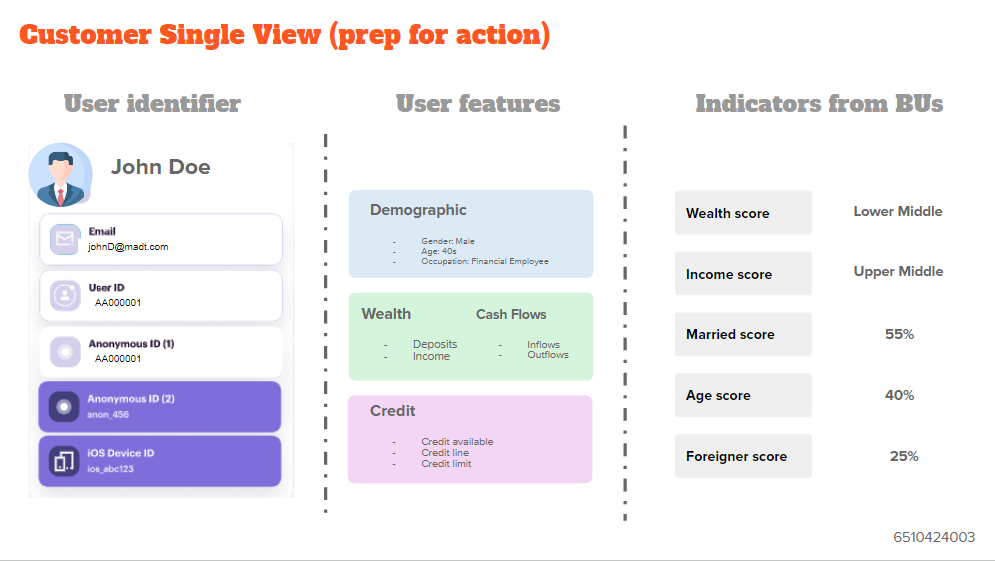 Customer Single View (prep for action)
User identifier
John Doe
Email
johnD@madt.com
User ID
AA000001
Anonymous ID (1)
AA000001
Anonymous ID (2)
anon_456
iOS Device ID
ios_abc123
User features
Demographic
- Gender: Male
- Age: 40s
- Occupation: Financial Employee
Wealth
- Deposits
- Income
Cash Flows
- Inflows
- Outflows
Credit
- Credit available
- Credit line
- Credit limit
Indicators from BUs
Wealth score Lower Middle
Income score Upper Middle
Married score 55%
Age score 40%
Foreigner score 25%
6510424003